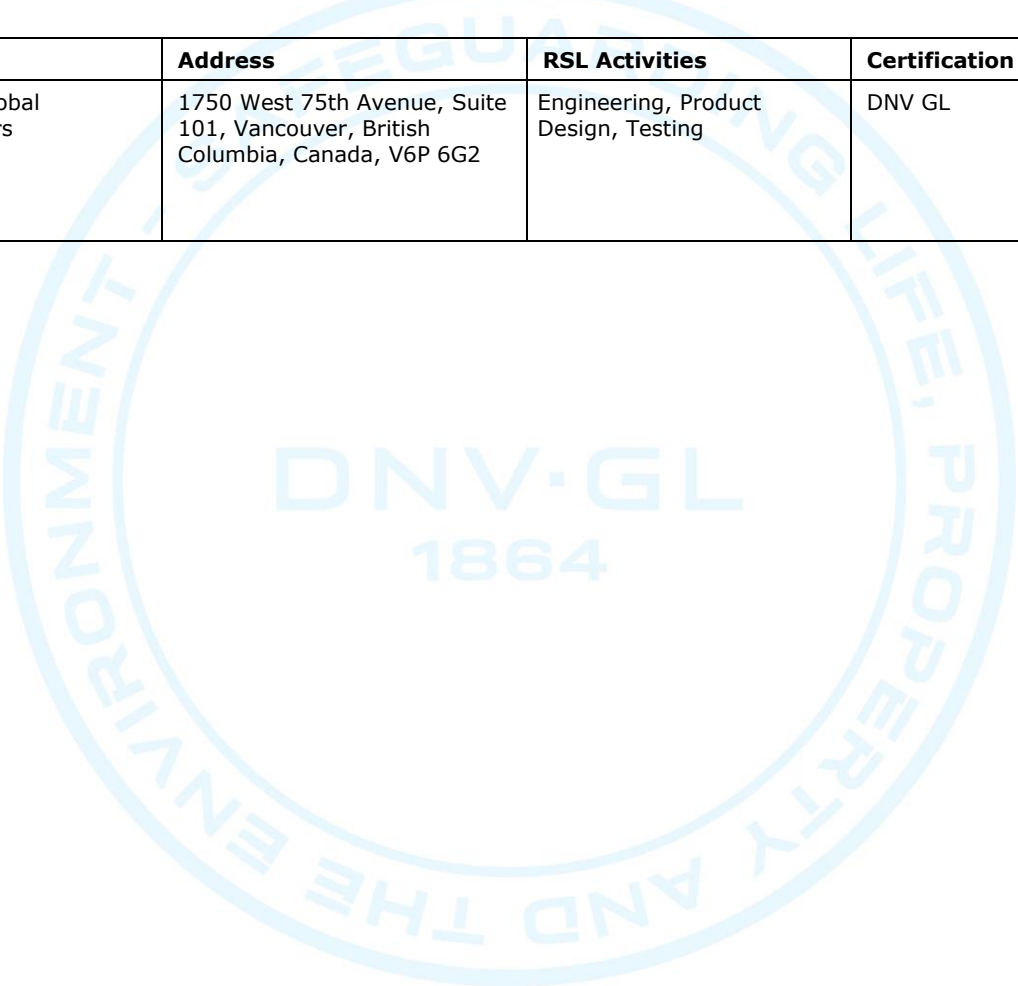 Address RSL Activities Certification
obal 1750 West 75th Avenue, Suite Engineering, Product DNV GL
rs 101, Vancouver, British Design, Testing
Columbia, Canada, V6P 6G2
SAFEGUARDING LIFE, PROPERTY AND THE ENVIRONMENT -
DNV·GL
1864